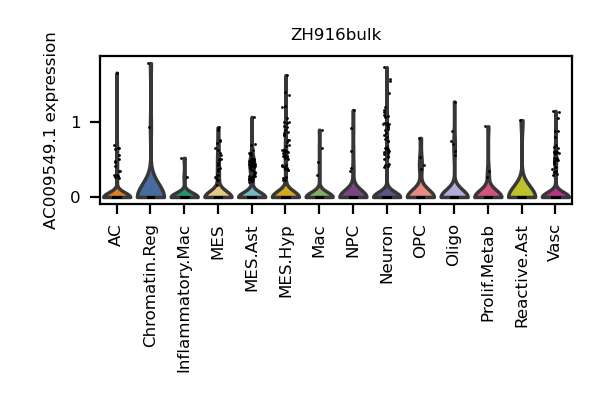 ZH916bulk
AC009549.1 expression
1
0
AC
Chromatin.Reg
Inflammatory.Mac
MES
MES.Ast
MES.Hyp
Mac
NPC
Neuron
OPC
Oligo
Prolif.Metab
Reactive.Ast
Vasc